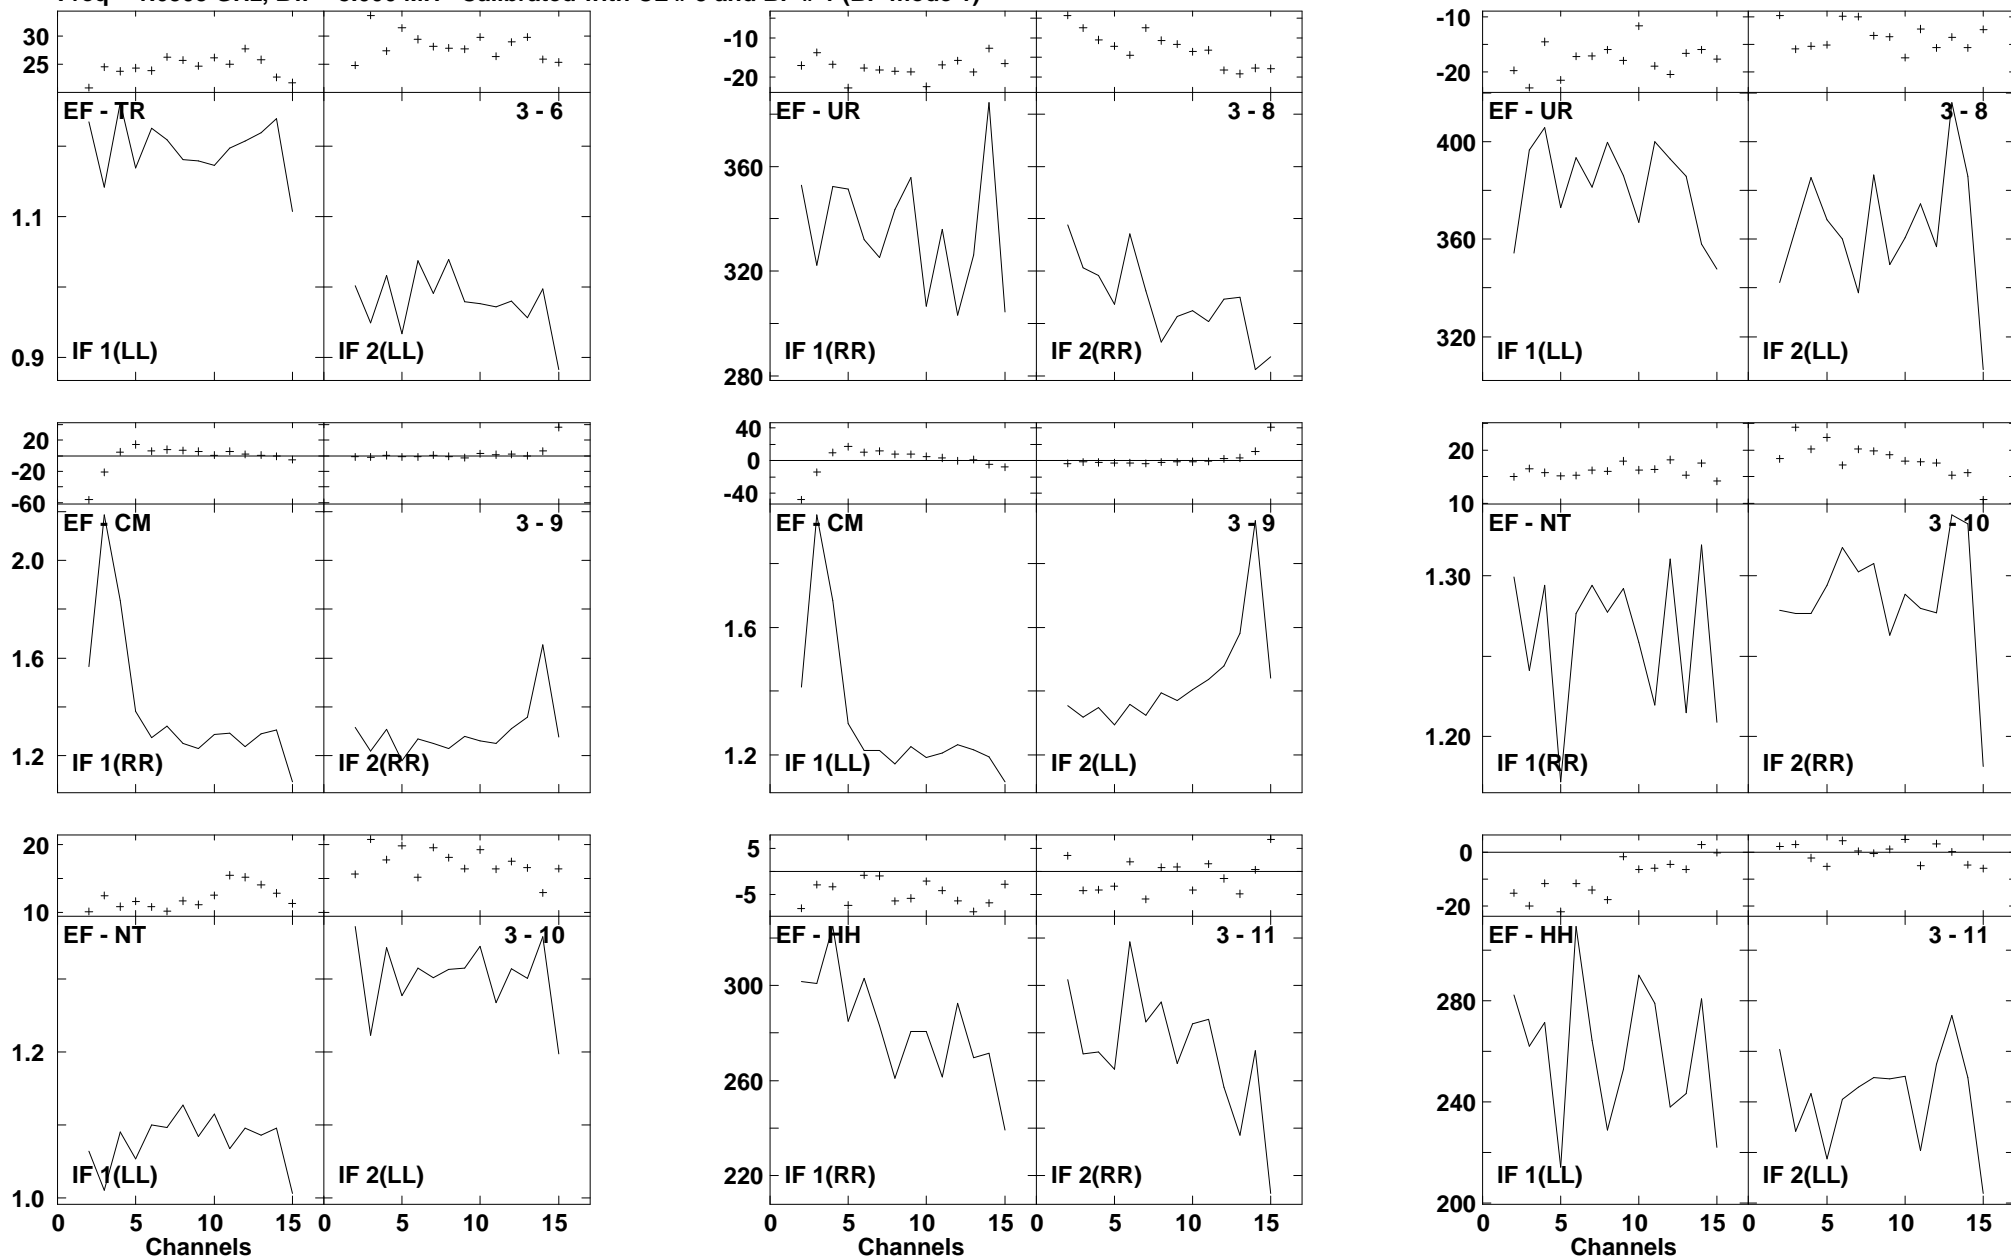 30
25
EF - TR
3 - 6
1.1
0.9
IF 1(LL)
IF 2(LL)
-10
-20
EF - UR
3 - 8
360
320
280
IF 1(RR)
IF 2(RR)
-10
-20
EF - UR
3 - 8
400
360
320
IF 1(LL)
IF 2(LL)
20
-20
-60
EF - CM
3 - 9
2.0
1.6
1.2
IF 1(RR)
IF 2(RR)
40
0
-40
EF - CM
3 - 9
1.6
1.2
IF 1(LL)
IF 2(LL)
20
10
EF - NT
3 - 10
1.30
1.20
IF 1(RR)
IF 2(RR)
20
10
EF - NT
3 - 10
1.2
1.0
IF 1(LL)
IF 2(LL)
0 5 10 15 0 5 10 15
Channels
5
-5
EF - HH
3 - 11
300
260
220
IF 1(RR)
IF 2(RR)
0 5 10 15 0 5 10 15
Channels
0
-20
EF - HH
3 - 11
280
240
200
IF 1(LL)
IF 2(LL)
0 5 10 15 0 5 10 15
Channels